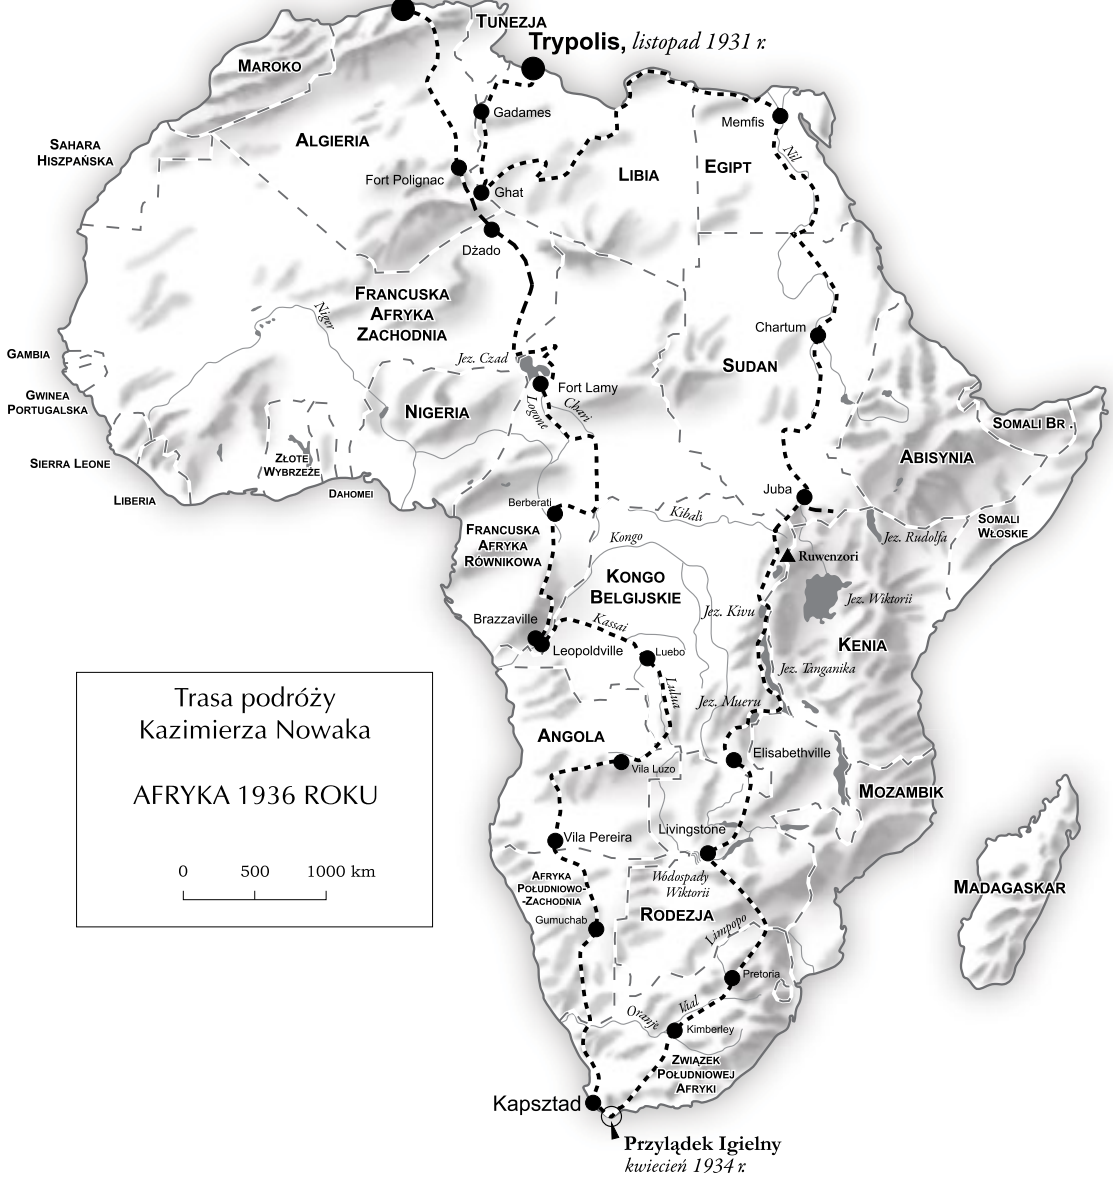 TUNEZJA
Trypolis, listopad 1931 r.
MAROKO
Gadames
Memfis
ALGIERIA
SAHARA
HISZPAŃSKA
Nil
EGIPT
LIBIA
Fort Polignac
Ghat
Dżado
FRANCUSKA
AFRYKA
ZACHODNIA
Niger
Chartum
GAMBIA
Jez. Czad
SUDAN
Fort Lamy
GWINEA
PORTUGALSKA
NIGERIA
Logone
Chari
SOMALI BR.
ABISYNIA
SIERRA LEONE
ZŁOTE
WYBRZEŻE
LIBERIA
DAHOMEJ
Juba
Berberati
Kibali
SOMALI
WŁOSKIE
FRANCUSKA
AFRYKA
RÓWNIKOWA
Kongo
Jez. Rudolfa
Ruwenzori
KONGO
BELGIJSKIE
Jez. Wiktorii
Jez. Kivu
Brazzaville
Kassai
KENIA
Leopoldville
Luebo
Jez. Tanganika
Lulua
Jez. Mueru
Trasa podróży
Kazimierza Nowaka
AFRYKA 1936 ROKU
0 500 1000 km
ANGOLA
Elisabethville
Vila Luzo
MOZAMBIK
Livingstone
Vila Pereira
Wodospady
Wiktorii
AFRYKA
POŁUDNIOWO-
-ZACHODNIA
MADAGASKAR
RODEZJA
Gumuchab
Limpopo
Pretoria
Vial
Oranje
Kimberley
ZWIĄZEK
POŁUDNIOWEJ
AFRYKI
Kapsztad
Przylądek Igielny
kwiecień 1934 r.